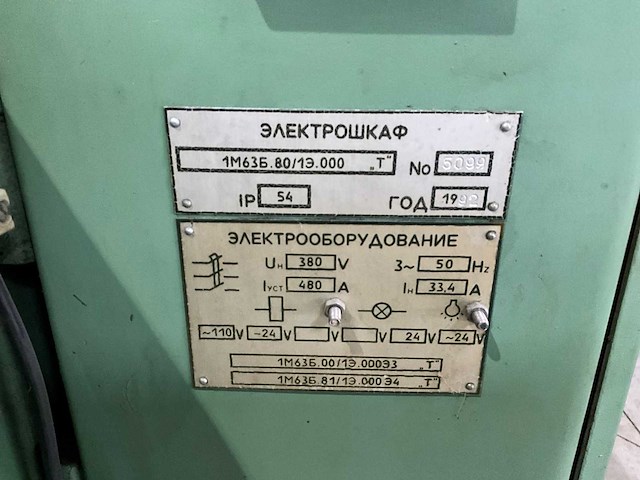 ЭЛЕКТРОШКАФ
1М63Б.80/1Э.000 „Т" No 5099
IP 54 ГОД 1992
ЭЛЕКТРООБОРУДОВАНИЕ
Uн 380 V 3~ 50 Hz
Iуст 480 A Iн 33,4 A
~110 V ~24 V V V 24 V ~24 V
1М63Б.00/1Э.000Э3 „Т"
1М63Б.81/1Э.000Э4 „Т"